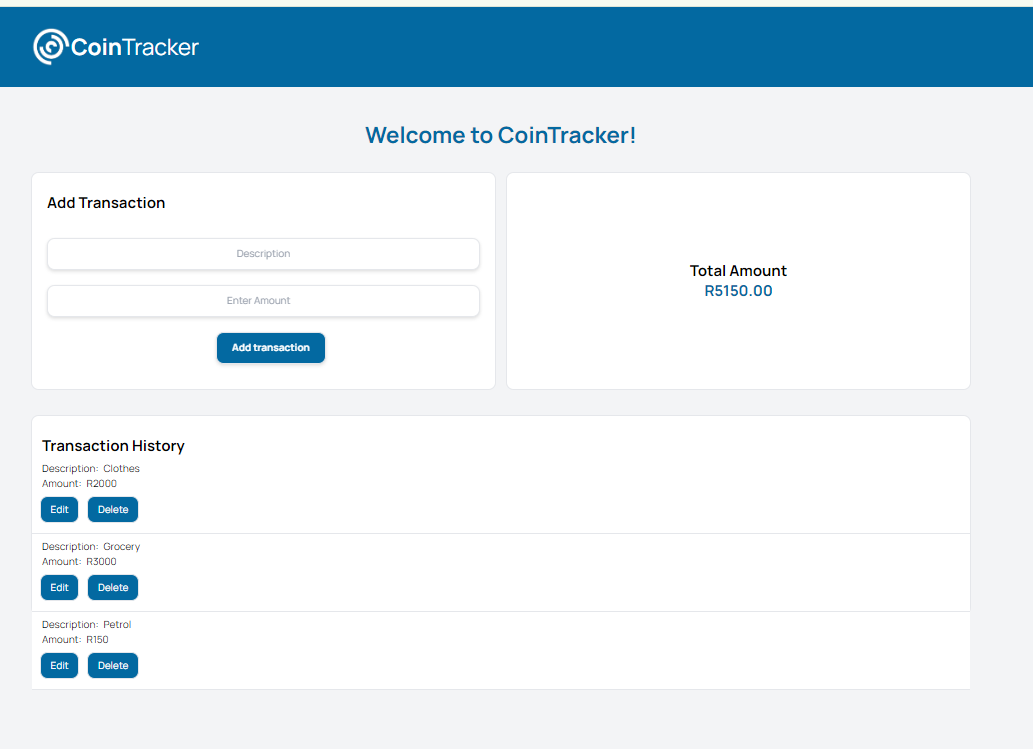 CoinTracker
Welcome to CoinTracker!
Add Transaction
Description
Enter Amount
Add transaction
Total Amount
R5150.00
Transaction History
Description: Clothes
Amount: R2000
Edit Delete
Description: Grocery
Amount: R3000
Edit Delete
Description: Petrol
Amount: R150
Edit Delete